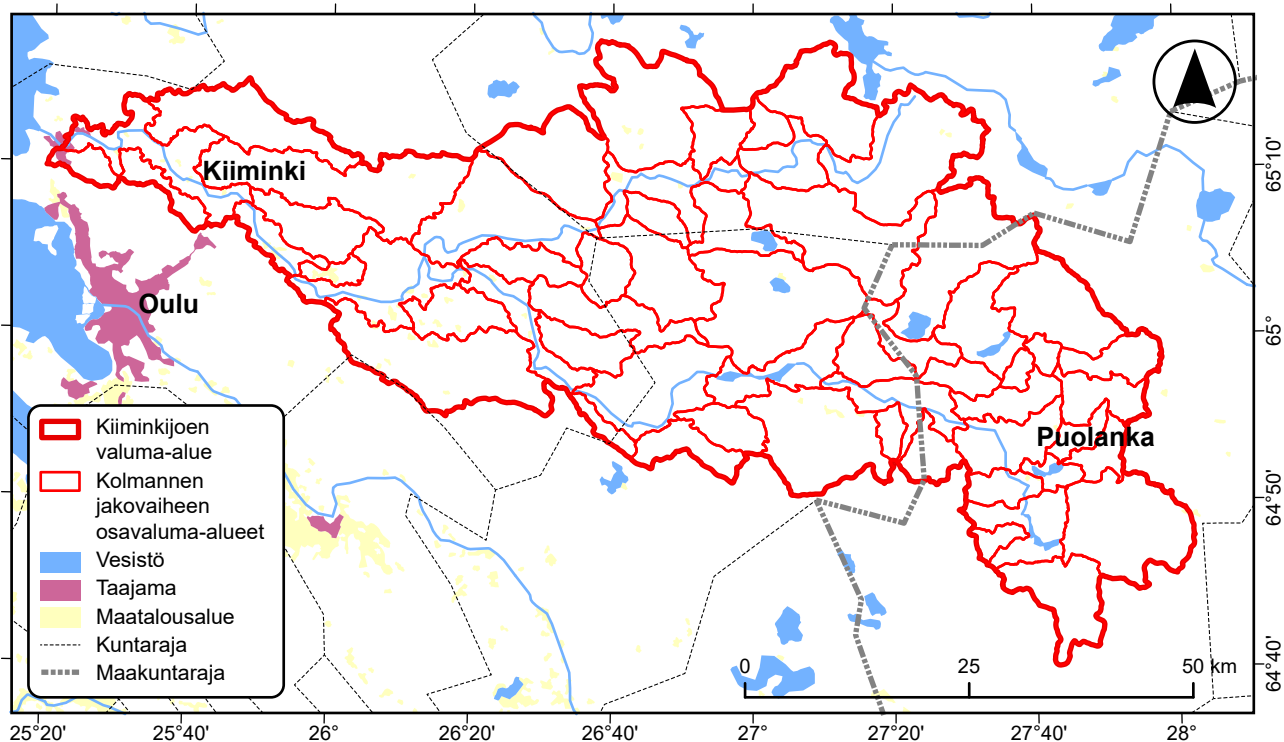 Kiiminki
Oulu
Puolanka
Kiiminkijoen
valuma-alue
Kolmannen
jakovaiheen
osavaluma-alueet
Vesistö
Taajama
Maatalousalue
Kuntaraja
Maakuntaraja
0 25 50 km
65°10'
65°
64°50'
64°40'
25°20' 25°40' 26° 26°20' 26°40' 27° 27°20' 27°40' 28°